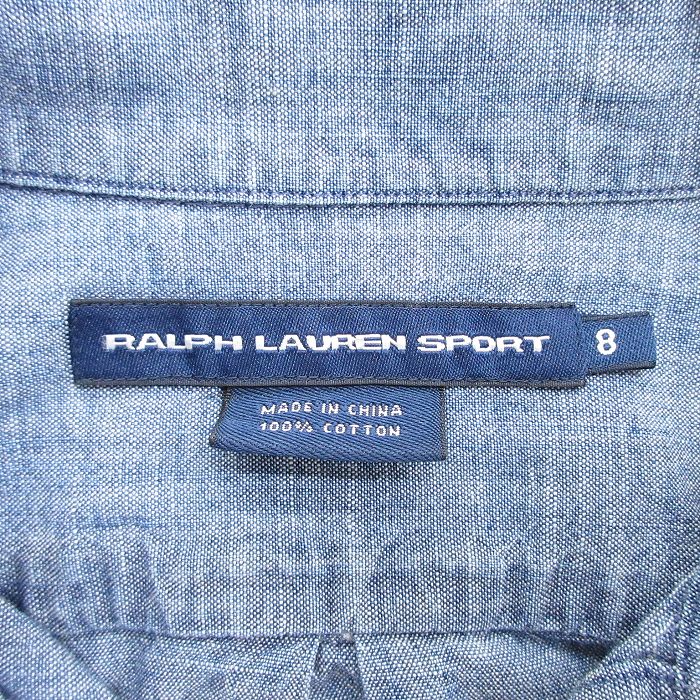 RALPH LAUREN SPORT 8
MADE IN CHINA
100% COTTON